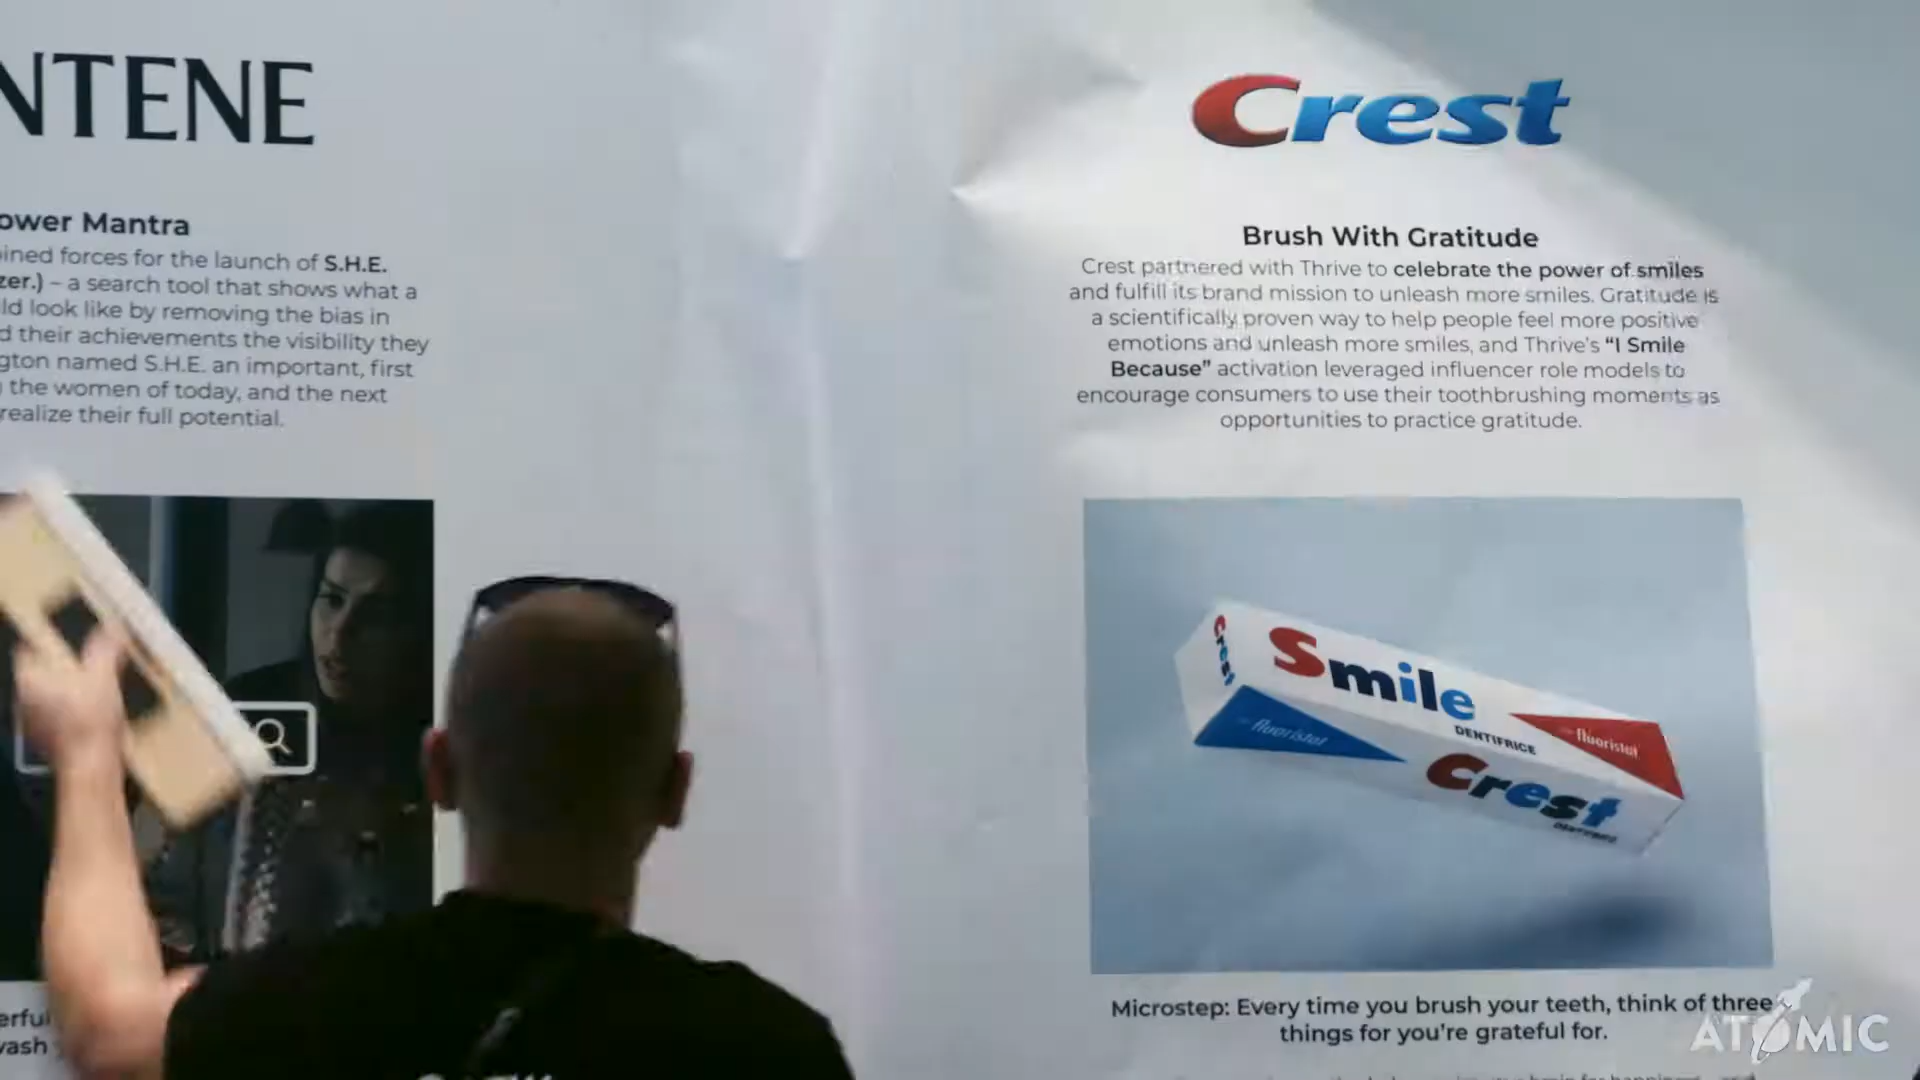 NTENE
ower Mantra
ined forces for the launch of S.H.E.
zer.) – a search tool that shows what a
ld look like by removing the bias in
d their achievements the visibility they
gton named S.H.E. an important, first
the women of today, and the next
realize their full potential.
erful
wash
Crest
Brush With Gratitude
Crest partnered with Thrive to celebrate the power of smiles
and fulfill its brand mission to unleash more smiles. Gratitude is
a scientifically proven way to help people feel more positive
emotions and unleash more smiles, and Thrive's “I Smile
Because” activation leveraged influencer role models to
encourage consumers to use their toothbrushing moments as
opportunities to practice gratitude.
Crest
Smile
DENTIFRICE
fluoristat
fluoristat
Crest
DENTIFRICE
Microstep: Every time you brush your teeth, think of three
things for you're grateful for.
ATOMIC